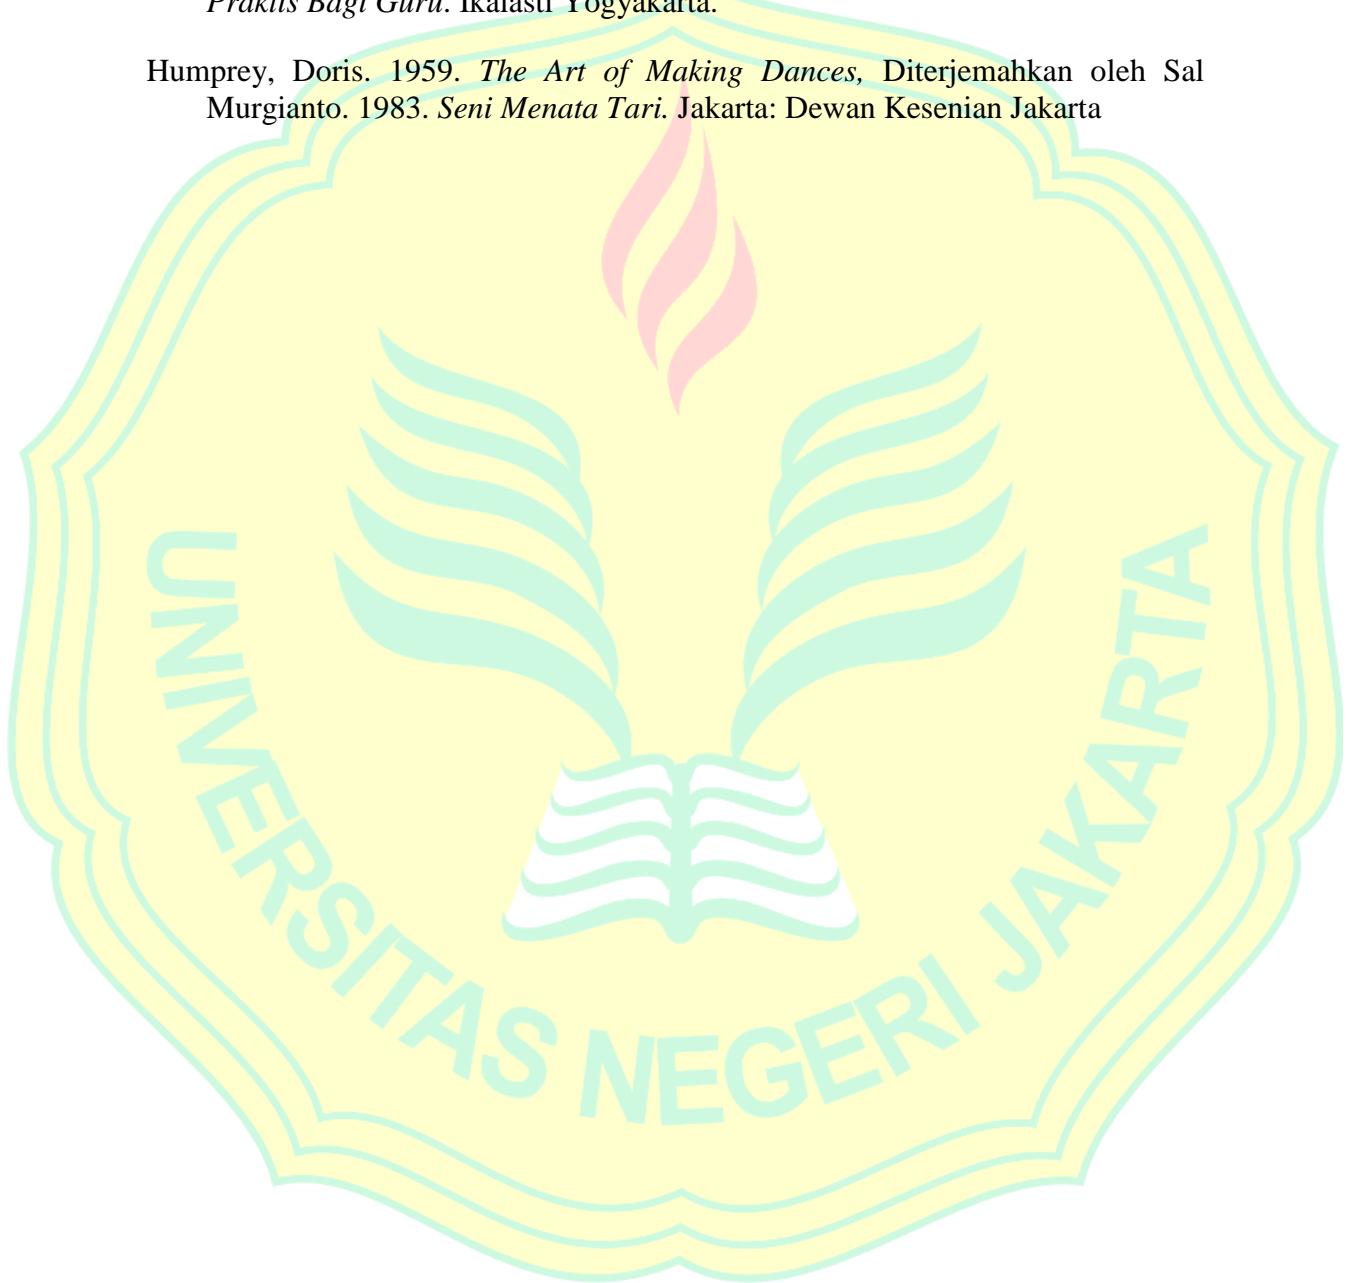 Praktis Bagi Guru. Ikalasti Yogyakarta.
Humprey, Doris. 1959. The Art of Making Dances, Diterjemahkan oleh Sal
Murgianto. 1983. Seni Menata Tari. Jakarta: Dewan Kesenian Jakarta
UNIVERSITAS NEGERI JAKARTA